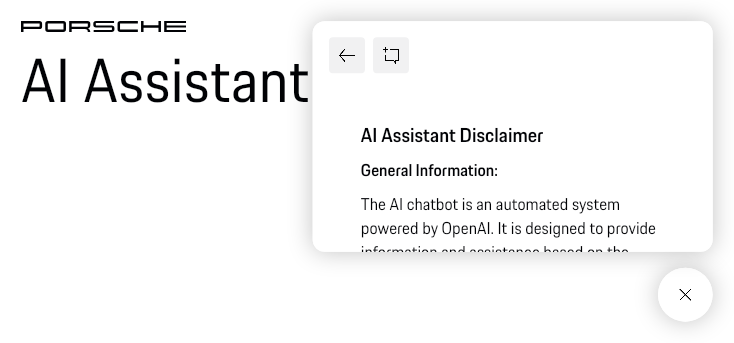 PORSCHE
AI Assistant
AI Assistant Disclaimer
General Information:
The AI chatbot is an automated system
powered by OpenAI. It is designed to provide
information and assistance based on the